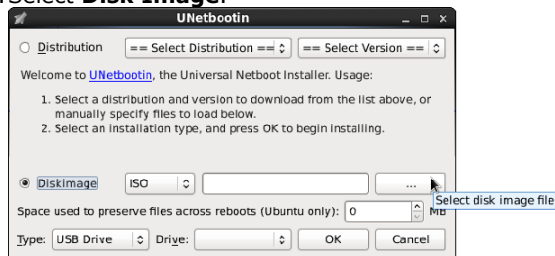 Select Disk Image.
UNetbootin
Distribution == Select Distribution == == Select Version ==
Welcome to UNetbootin, the Universal Netboot Installer. Usage:
1. Select a distribution and version to download from the list above, or
manually specify files to load below.
2. Select an installation type, and press OK to begin installing.
DiskImage ISO ...
Select disk image file
Space used to preserve files across reboots (Ubuntu only): 0 MB
Type: USB Drive Drive: OK Cancel